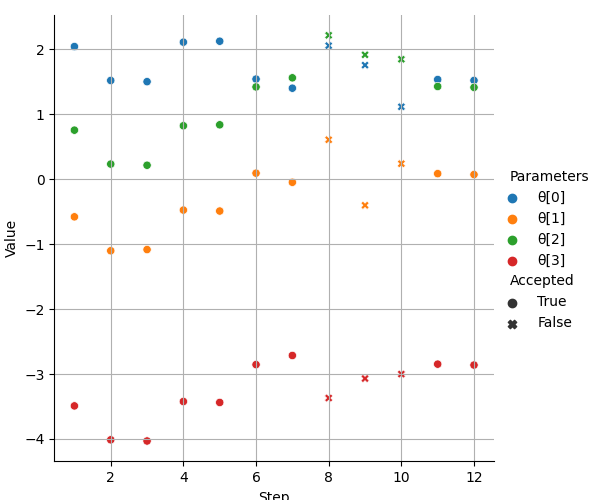 2
1
0
−1
−2
−3
−4
Value
2
4
6
8
10
12
Step
Parameters
θ[0]
θ[1]
θ[2]
θ[3]
Accepted
True
False